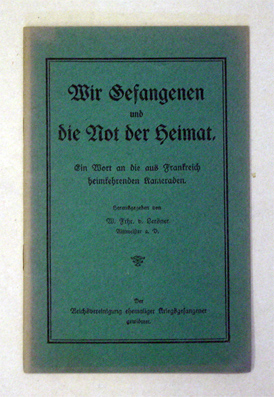 Wir Gefangenen
und
die Not der Heimat.
Ein Wort an die aus Frankreich
heimkehrenden Kameraden.
Herausgegeben von
W. Frhr. v.
Rittmeister a. D.
Der
Reichsvereinigung ehemaliger Kriegsgefangener
gewidmet.